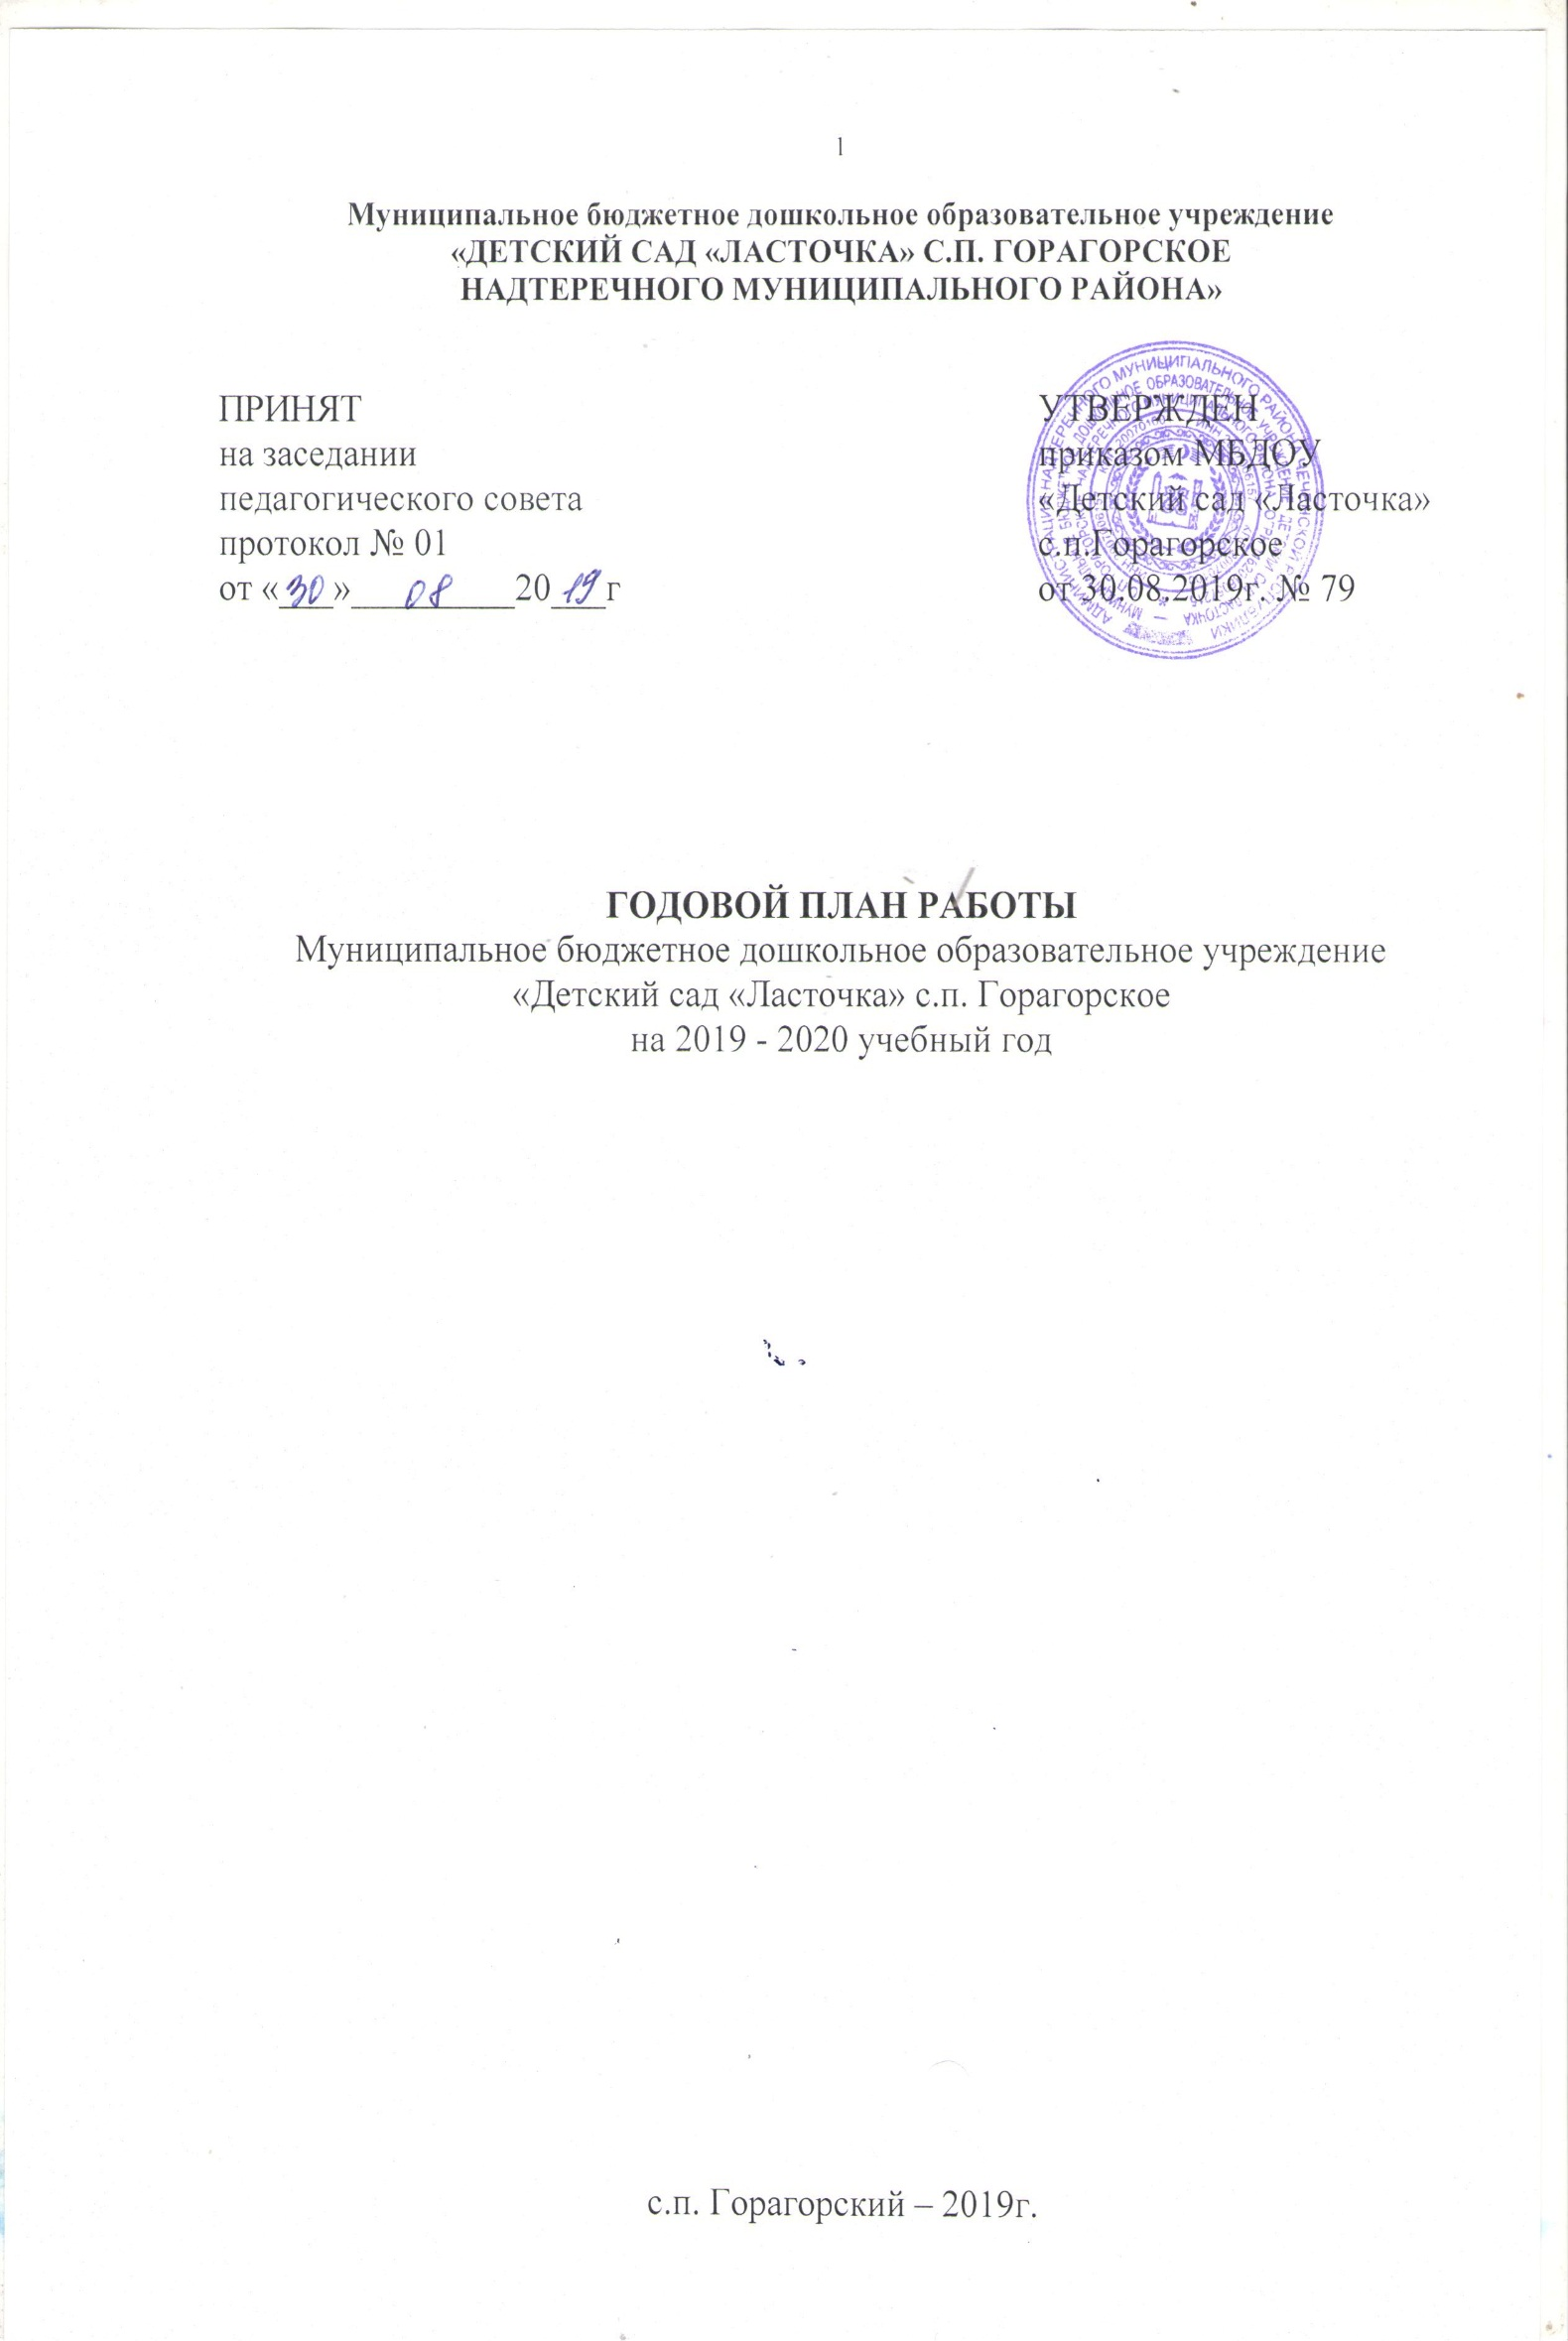 1
Муниципальное бюджетное дошкольное образовательное учреждение
«ДЕТСКИЙ САД «ЛАСТОЧКА» С.П. ГОРАГОРСКОЕ
НАДТЕРЕЧНОГО МУНИЦИПАЛЬНОГО РАЙОНА»
ПРИНЯТ
на заседании
педагогического совета
протокол № 01
от «30» 08 2019г
УТВЕРЖДЕН
приказом МБДОУ
«Детский сад «Ласточка»
с.п.Горагорское
от 30.08.2019г. № 79
ГОДОВОЙ ПЛАН РАБОТЫ
Муниципальное бюджетное дошкольное образовательное учреждение
«Детский сад «Ласточка» с.п. Горагорское
на 2019 - 2020 учебный год
с.п. Горагорский – 2019г.